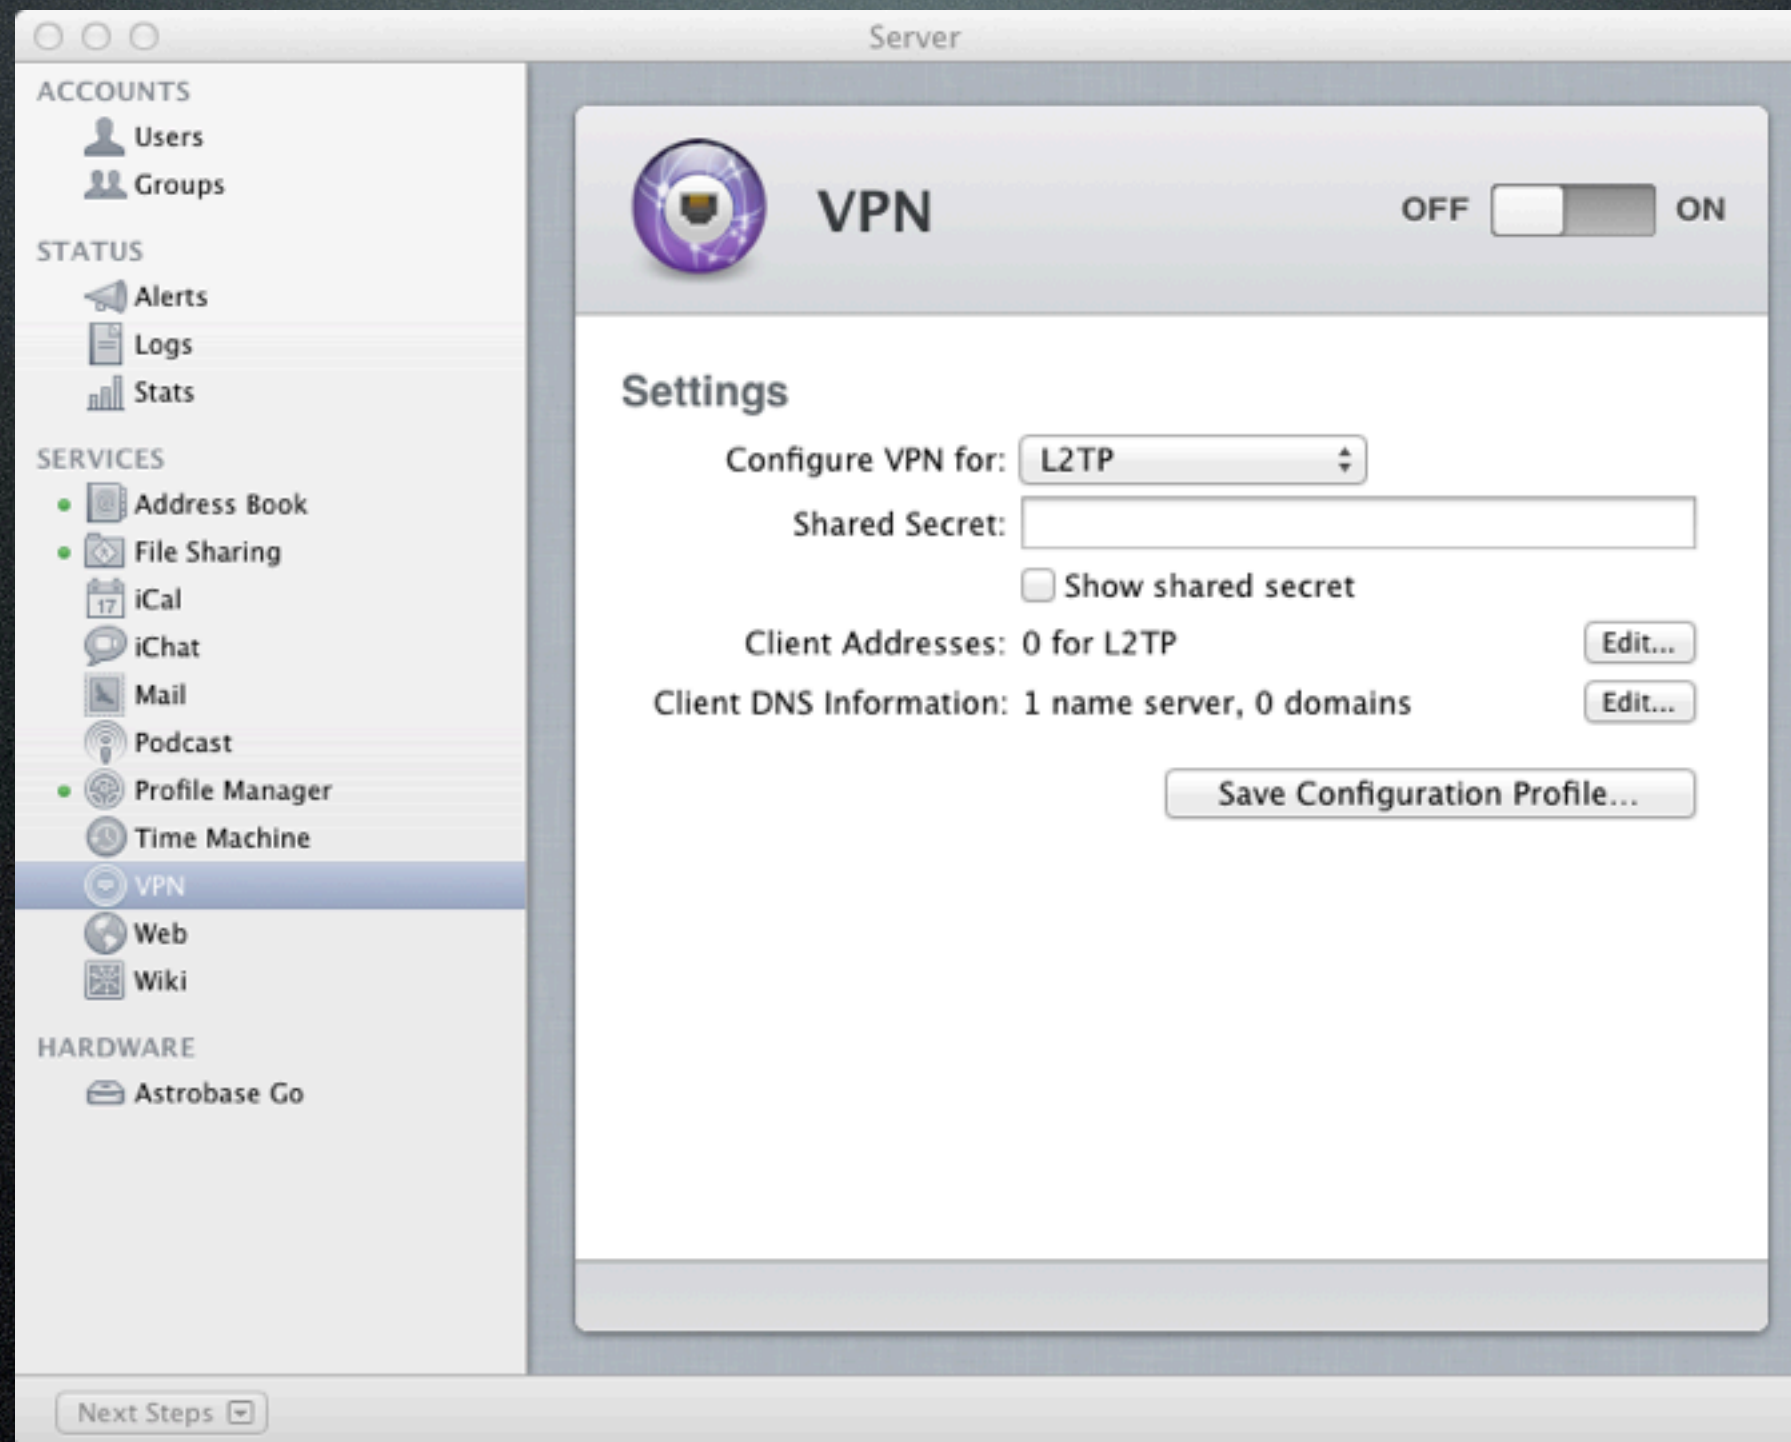 Server
ACCOUNTS
Users
Groups
STATUS
Alerts
Logs
Stats
SERVICES
Address Book
File Sharing
17 iCal
iChat
Mail
Podcast
Profile Manager
Time Machine
VPN
Web
Wiki
HARDWARE
Astrobase Go
Next Steps
VPN OFF ON
Settings
Configure VPN for: L2TP
Shared Secret:
Show shared secret
Client Addresses: 0 for L2TP Edit...
Client DNS Information: 1 name server, 0 domains Edit...
Save Configuration Profile...